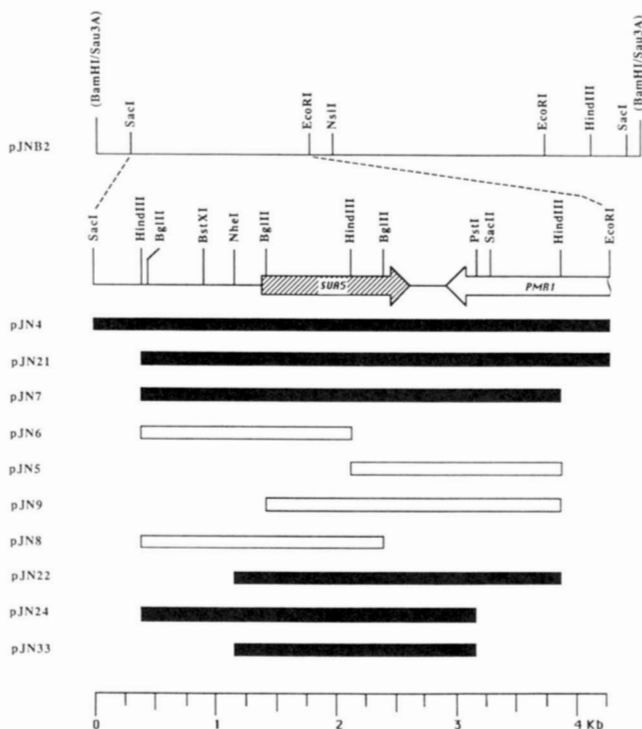 (BamHI/Sau3A)
SacI
EcoRI
NsiI
EcoRI
HindIII
SacI
(BamHI/Sau3A)
pJNB2
SacI
HindIII
BglII
BstXI
NheI
BglII
HindIII
BglII
PstI
SacII
HindIII
EcoRI
SUA5
PMR1
pJN4
pJN21
pJN7
pJN6
pJN5
pJN9
pJN8
pJN22
pJN24
pJN33
0 1 2 3 4 Kb